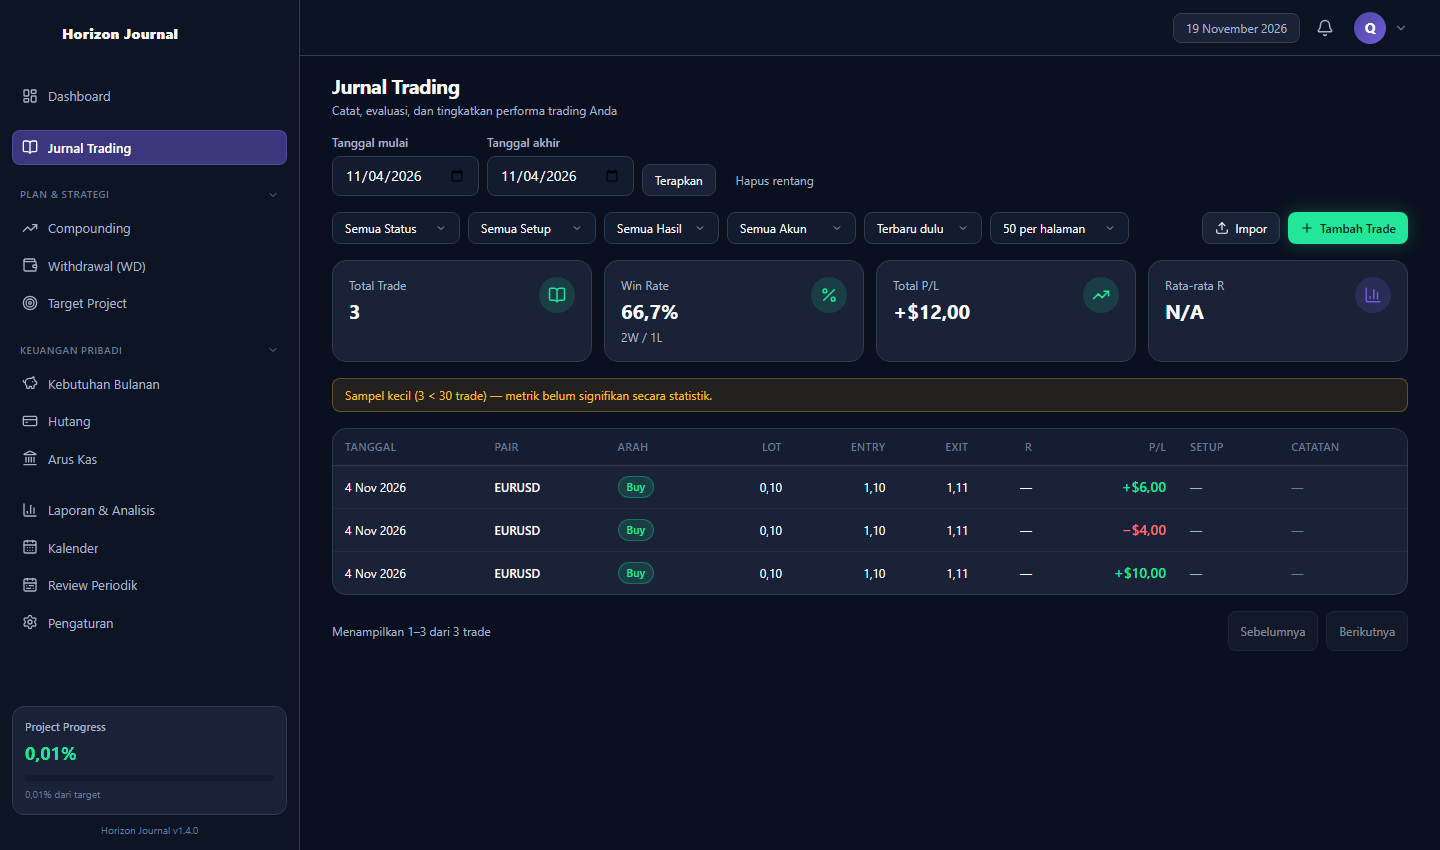 Horizon Journal
19 November 2026
Q
Dashboard
Jurnal Trading
PLAN & STRATEGI
Compounding
Withdrawal (WD)
Target Project
KEUANGAN PRIBADI
Kebutuhan Bulanan
Hutang
Arus Kas
Laporan & Analisis
Kalender
Review Periodik
Pengaturan
Project Progress
0,01%
0,01% dari target
Horizon Journal v1.4.0
Jurnal Trading
Catat, evaluasi, dan tingkatkan performa trading Anda
Tanggal mulai Tanggal akhir
11/04/2026 11/04/2026 Terapkan Hapus rentang
Semua Status Semua Setup Semua Hasil Semua Akun Terbaru dulu 50 per halaman Impor Tambah Trade
Total Trade
3
Win Rate
66,7%
2W / 1L
Total P/L
+$12,00
Rata-rata R
N/A
Sampel kecil (3 < 30 trade) — metrik belum signifikan secara statistik.
TANGGAL PAIR ARAH LOT ENTRY EXIT R P/L SETUP CATATAN
4 Nov 2026 EURUSD Buy 0,10 1,10 1,11 — +$6,00 — —
4 Nov 2026 EURUSD Buy 0,10 1,10 1,11 — −$4,00 — —
4 Nov 2026 EURUSD Buy 0,10 1,10 1,11 — +$10,00 — —
Menampilkan 1–3 dari 3 trade Sebelumnya Berikutnya